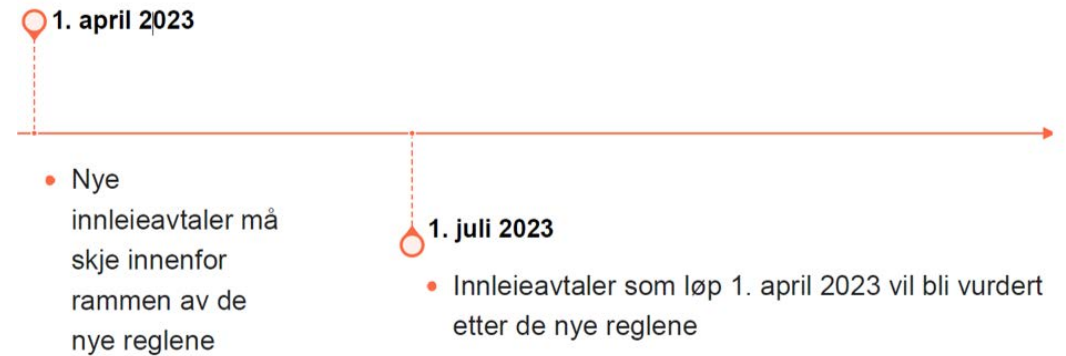 1. april 2023
Nye
innleieavtaler må
skje innenfor
rammen av de
nye reglene
1. juli 2023
Innleieavtaler som løp 1. april 2023 vil bli vurdert
etter de nye reglene